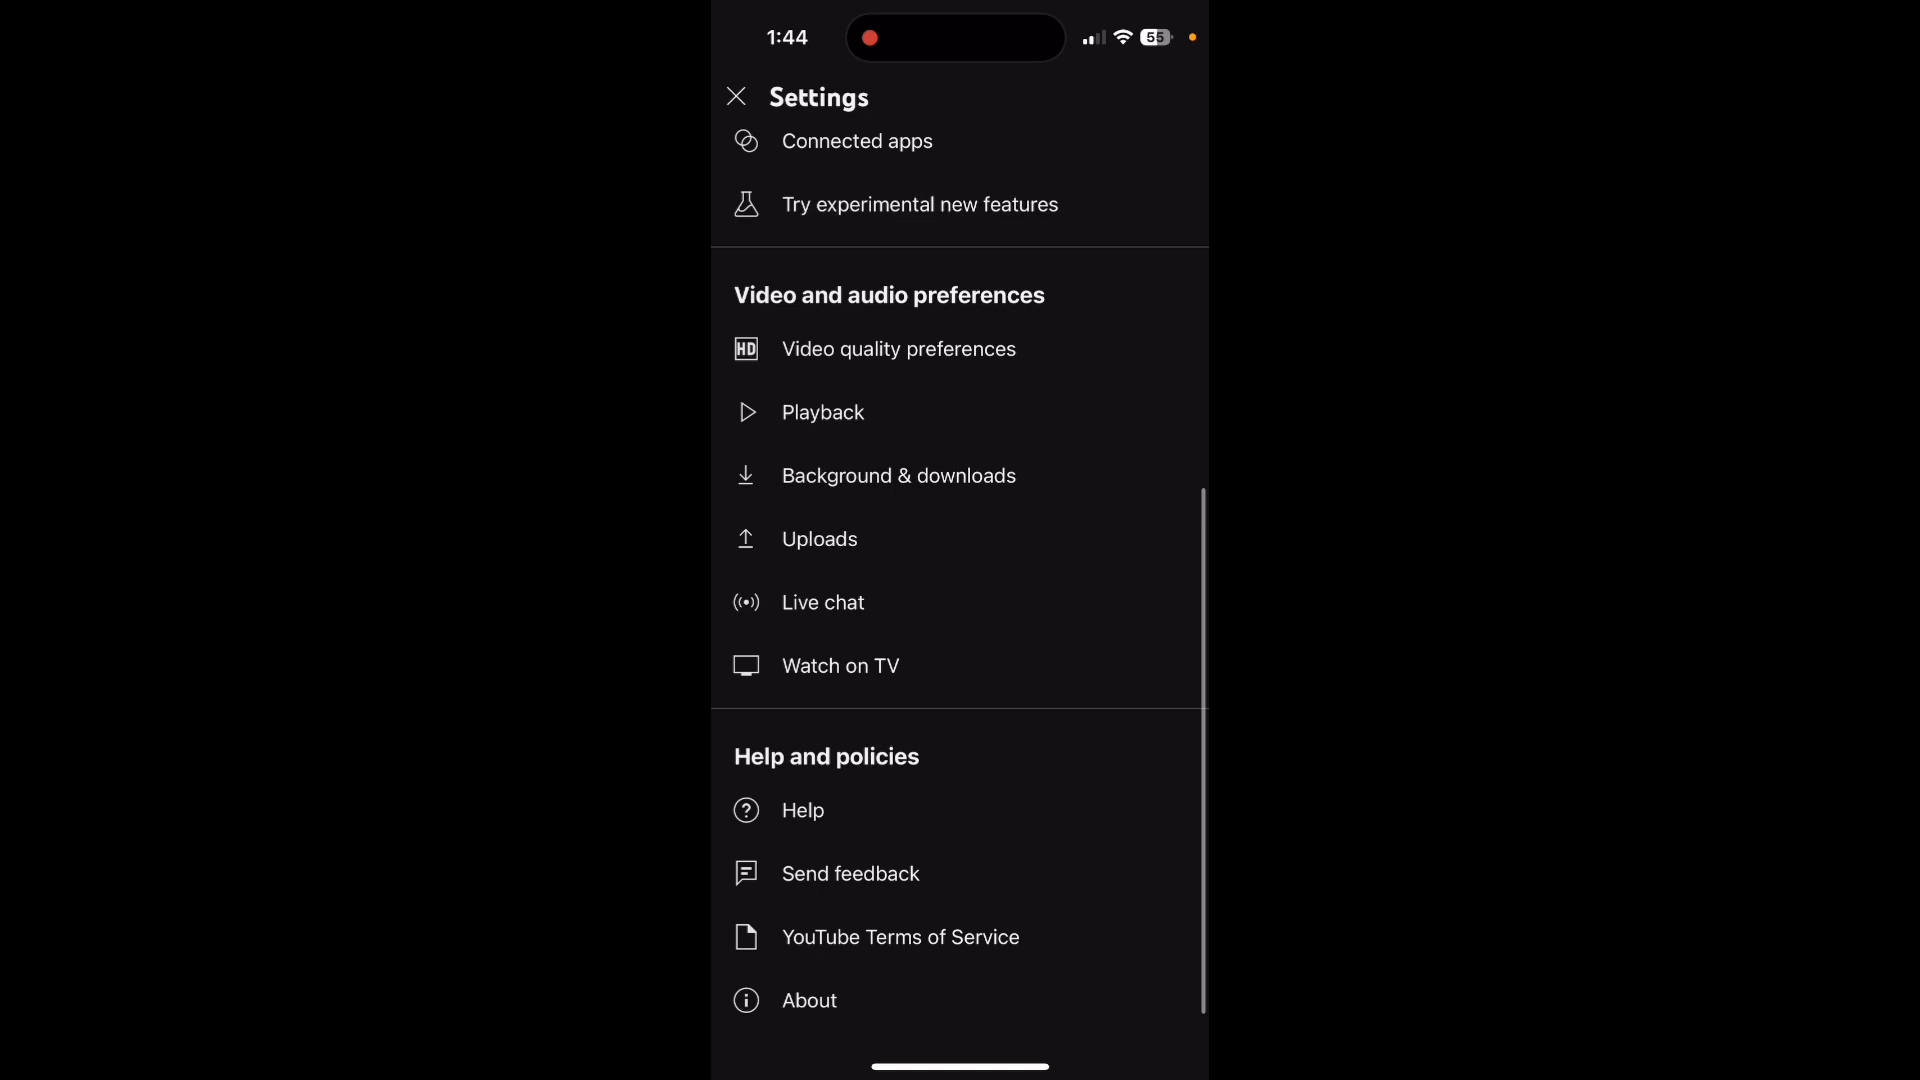 1:44
55
Settings
Connected apps
Try experimental new features
Video and audio preferences
HD Video quality preferences
Playback
Background & downloads
Uploads
Live chat
Watch on TV
Help and policies
Help
Send feedback
YouTube Terms of Service
About